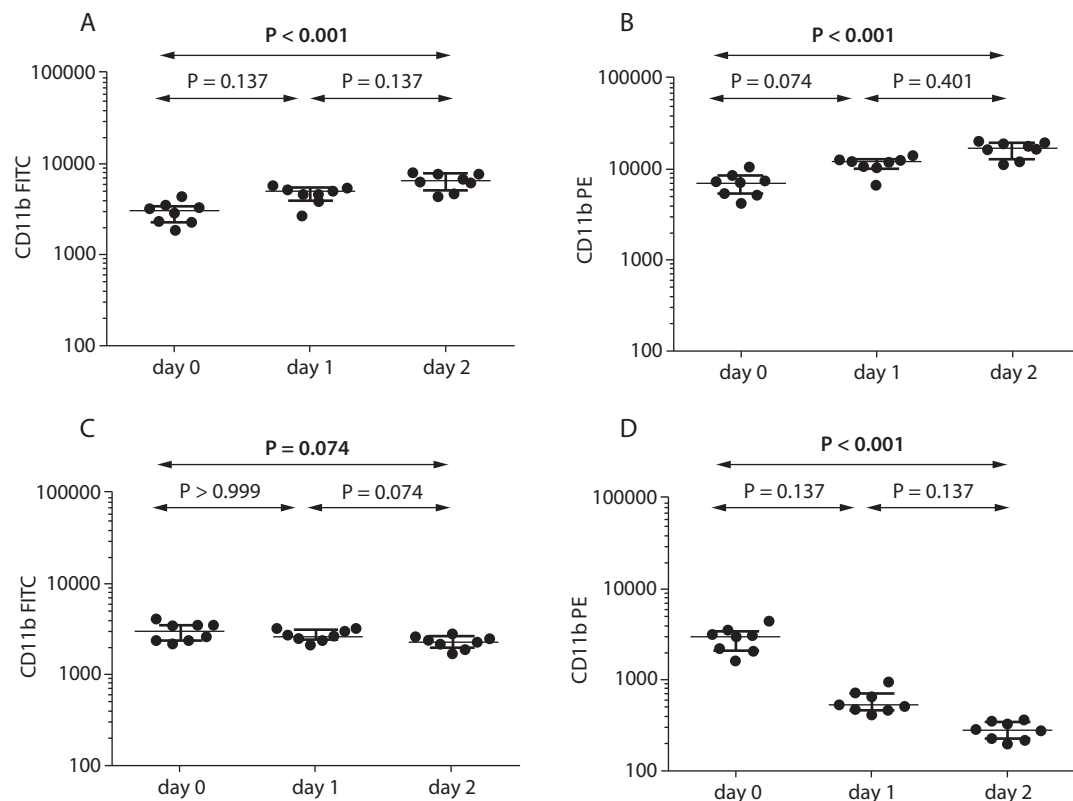 A
P < 0.001
P = 0.137 P = 0.137
100000
10000
1000
100
CD11b FITC
day 0 day 1 day 2
B
P < 0.001
P = 0.074 P = 0.401
100000
10000
1000
100
CD11b PE
day 0 day 1 day 2
C
P = 0.074
P > 0.999 P = 0.074
100000
10000
1000
100
CD11b FITC
day 0 day 1 day 2
D
P < 0.001
P = 0.137 P = 0.137
100000
10000
1000
100
CD11b PE
day 0 day 1 day 2